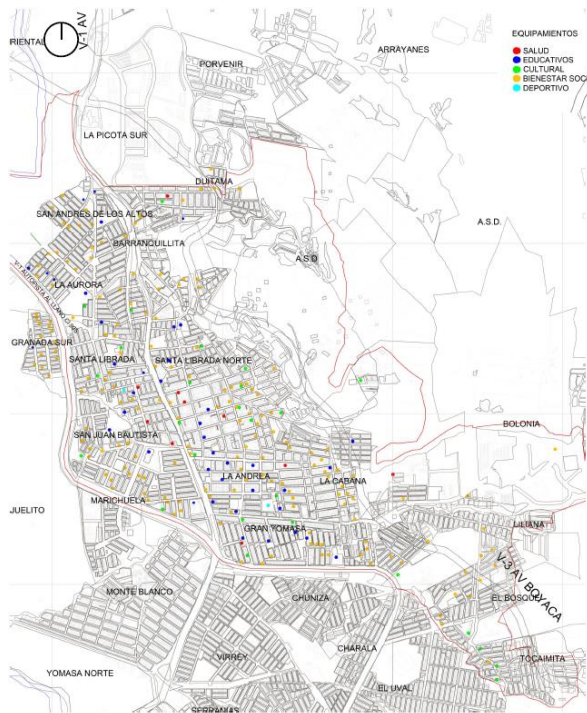 V-1 AV
ARRAYANES
EQUIPAMIENTOS
SALUD
EDUCATIVOS
CULTURAL
BIENESTAR SOC
DEPORTIVO
ORIENTAL
PORVENIR
LA PICOTA SUR
DUITAMA
SAN ANDRES DE LOS ALTOS
A.S.D.
BARRANQUILLITA
A.S.D
LA AURORA
GRANADA SUR
SANTA LIBRADA
SANTA LIBRADA NORTE
BOLONIA
SAN JUAN BAUTISTA
LA ANDREA
LA CABANA
MARICHUELA
JUELITO
GRAN YOMASA
LILIANA
V-3 AV BOYACA
MONTE BLANCO
CHUNIZA
EL BOSQUE
CHARALA
VIRREY
TOCAIMITA
YOMASA NORTE
EL UVAL
SERRANIAS